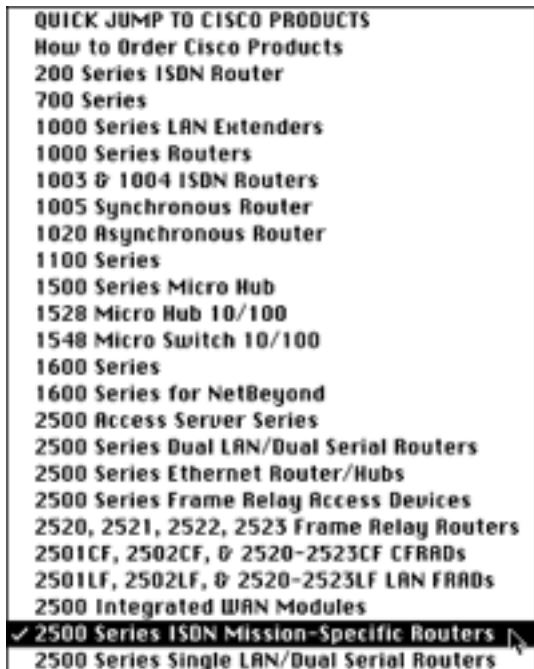 QUICK JUMP TO CISCO PRODUCTS
How to Order Cisco Products
200 Series ISDN Router
700 Series
1000 Series LAN Extenders
1000 Series Routers
1003 & 1004 ISDN Routers
1005 Synchronous Router
1020 Asynchronous Router
1100 Series
1500 Series Micro Hub
1528 Micro Hub 10/100
1548 Micro Switch 10/100
1600 Series
1600 Series for NetBeyond
2500 Access Server Series
2500 Series Dual LAN/Dual Serial Routers
2500 Series Ethernet Router/Hubs
2500 Series Frame Relay Access Devices
2520, 2521, 2522, 2523 Frame Relay Routers
2501CF, 2502CF, & 2520-2523CF CFRADs
2501LF, 2502LF, & 2520-2523LF LAN FRADs
2500 Integrated WAN Modules
✓ 2500 Series ISDN Mission-Specific Routers
2500 Series Single LAN/Dual Serial Routers